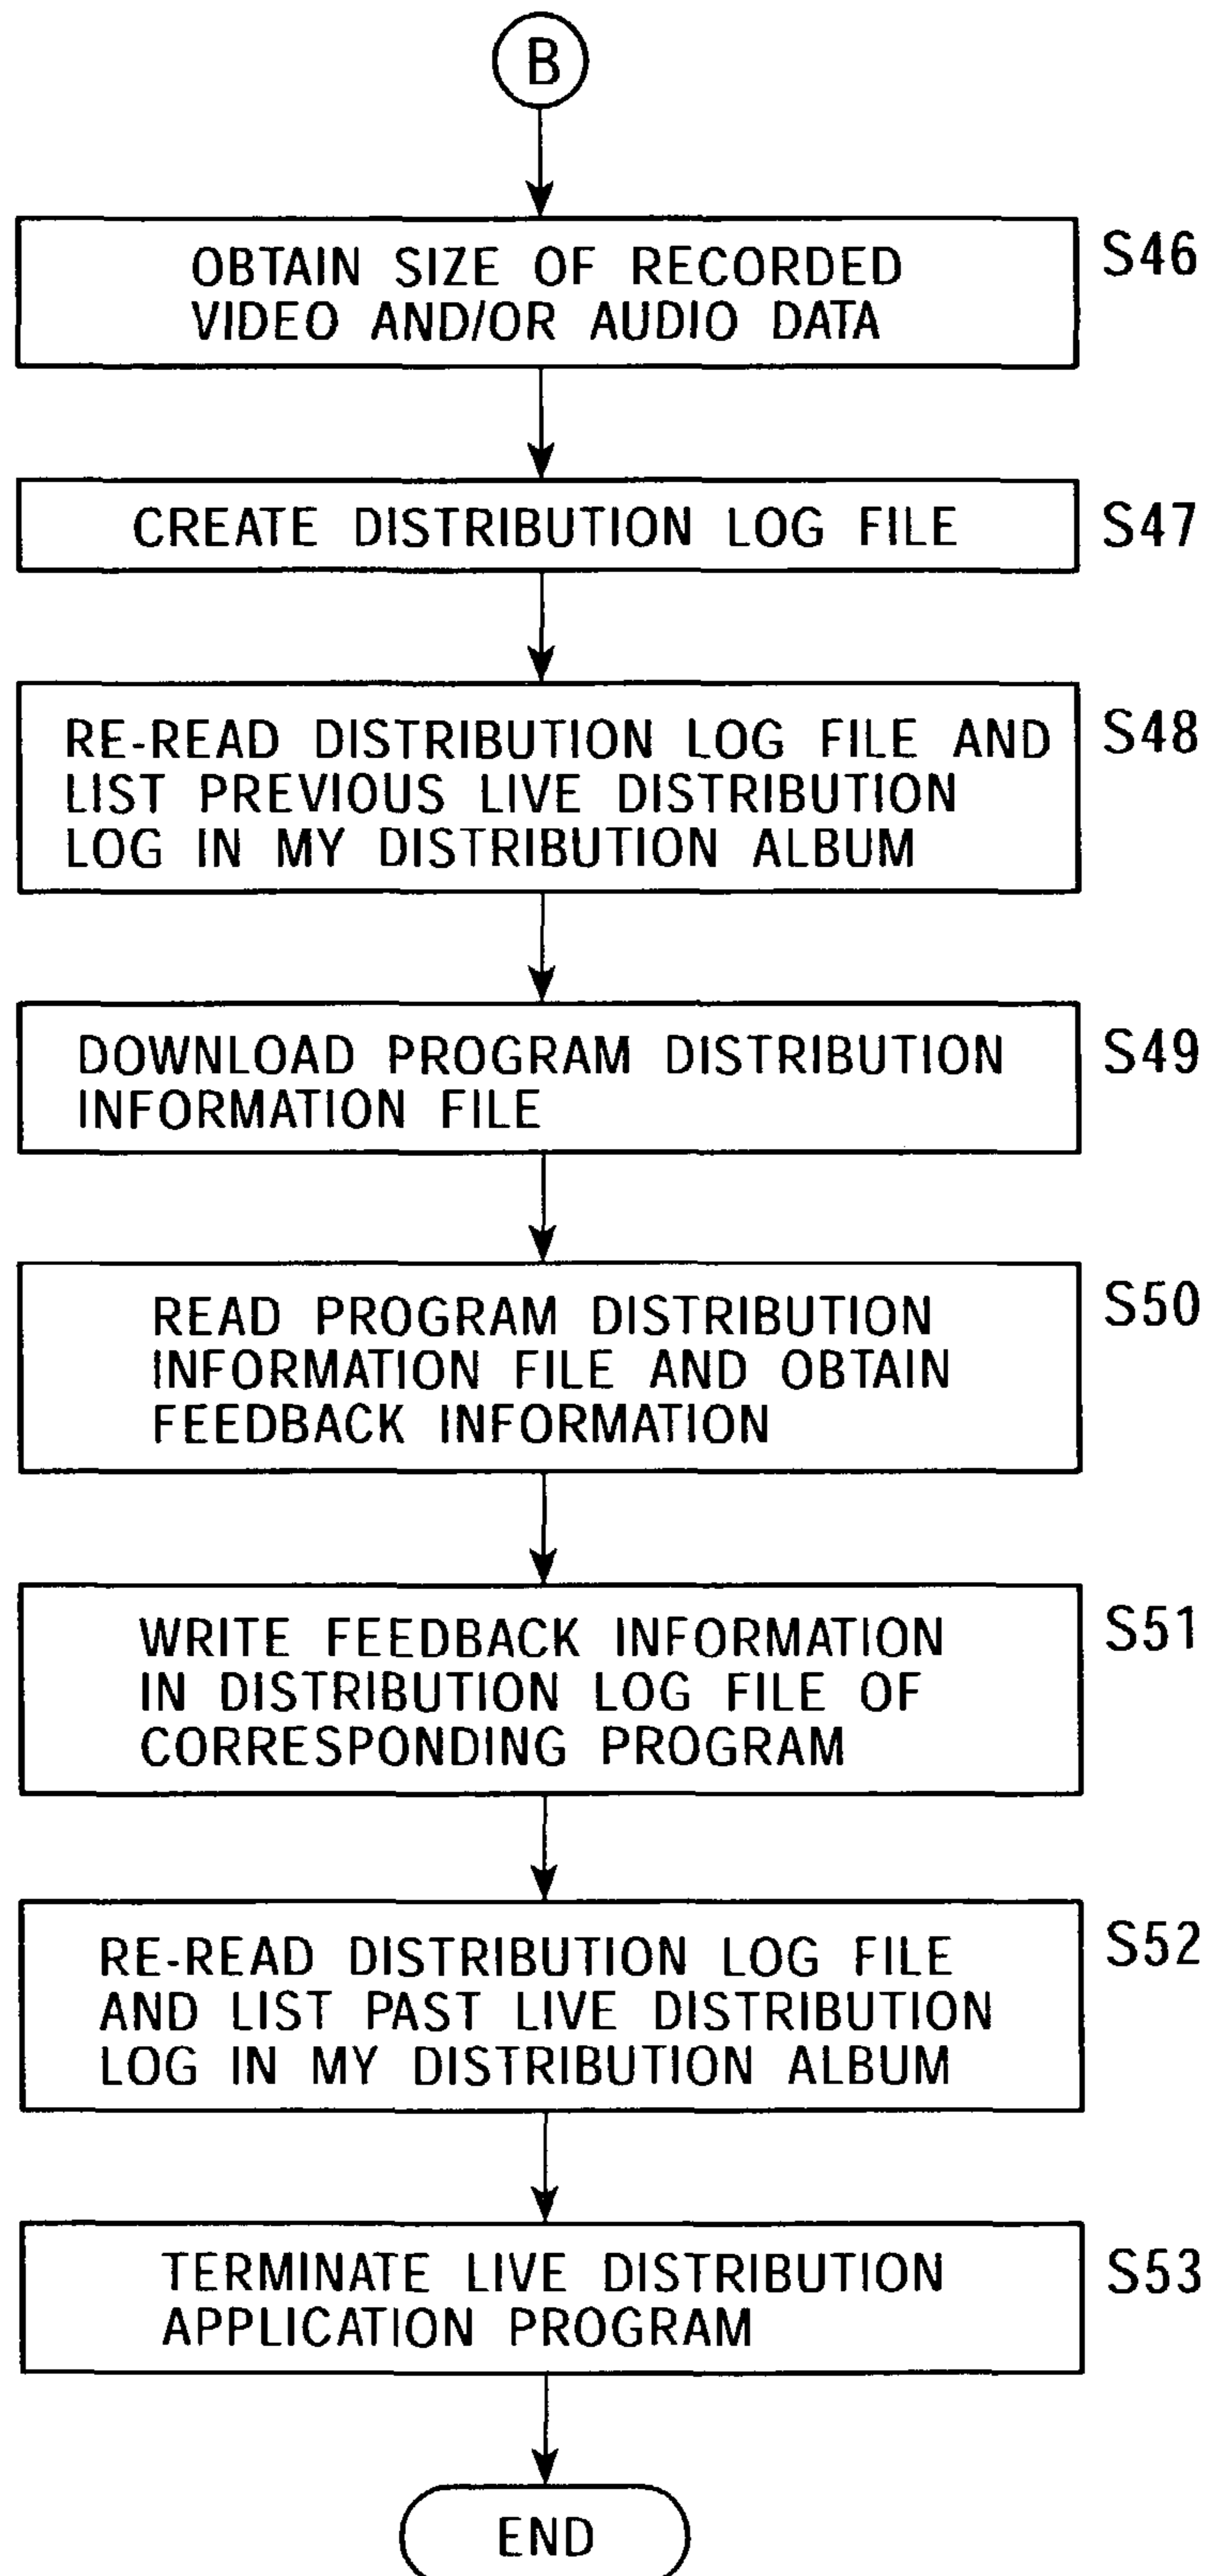 B
OBTAIN SIZE OF RECORDED
VIDEO AND/OR AUDIO DATA
S46
CREATE DISTRIBUTION LOG FILE
S47
RE-READ DISTRIBUTION LOG FILE AND
LIST PREVIOUS LIVE DISTRIBUTION
LOG IN MY DISTRIBUTION ALBUM
S48
DOWNLOAD PROGRAM DISTRIBUTION
INFORMATION FILE
S49
READ PROGRAM DISTRIBUTION
INFORMATION FILE AND OBTAIN
FEEDBACK INFORMATION
S50
WRITE FEEDBACK INFORMATION
IN DISTRIBUTION LOG FILE OF
CORRESPONDING PROGRAM
S51
RE-READ DISTRIBUTION LOG FILE
AND LIST PAST LIVE DISTRIBUTION
LOG IN MY DISTRIBUTION ALBUM
S52
TERMINATE LIVE DISTRIBUTION
APPLICATION PROGRAM
S53
END